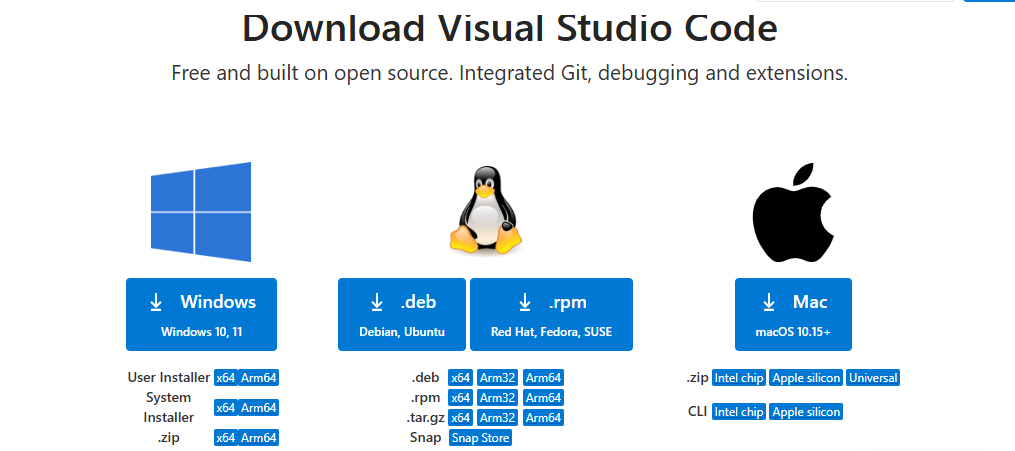 Download Visual Studio Code
Free and built on open source. Integrated Git, debugging and extensions.
Windows
Windows 10, 11
User Installer x64 Arm64
System Installer x64 Arm64
.zip x64 Arm64
.deb
Debian, Ubuntu
.rpm
Red Hat, Fedora, SUSE
.deb x64 Arm32 Arm64
.rpm x64 Arm32 Arm64
.tar.gz x64 Arm32 Arm64
Snap Snap Store
Mac
macOS 10.15+
.zip Intel chip Apple silicon Universal
CLI Intel chip Apple silicon